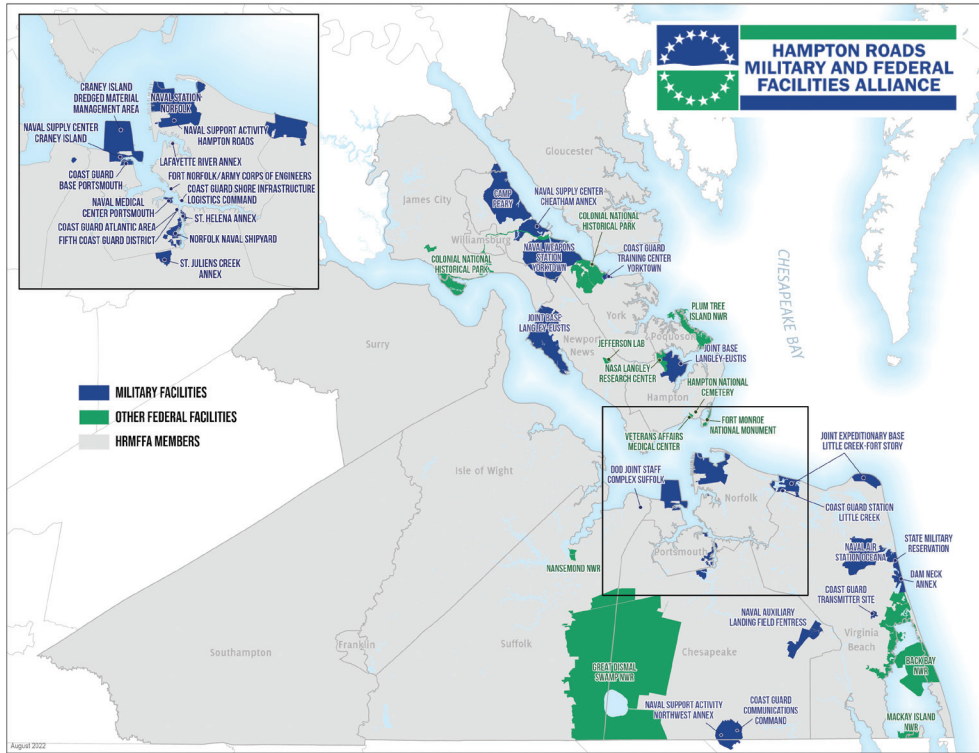 HAMPTON ROADS
MILITARY AND FEDERAL
FACILITIES ALLIANCE
CRANEY ISLAND
DREDGED MATERIAL
MANAGEMENT AREA
NAVAL STATION
NORFOLK
NAVAL SUPPLY CENTER
CRANEY ISLAND
NAVAL SUPPORT ACTIVITY
HAMPTON ROADS
LAFAYETTE RIVER ANNEX
COAST GUARD
BASE PORTSMOUTH
FORT NORFOLK/ARMY CORPS OF ENGINEERS
COAST GUARD SHORE INFRASTRUCTURE
LOGISTICS COMMAND
NAVAL MEDICAL
CENTER PORTSMOUTH
ST. HELENA ANNEX
COAST GUARD ATLANTIC AREA
FIFTH COAST GUARD DISTRICT
NORFOLK NAVAL SHIPYARD
ST. JULIENS CREEK
ANNEX
Gloucester
CAMP
PEARY
NAVAL SUPPLY CENTER
CHEATHAM ANNEX
James City
COLONIAL NATIONAL
HISTORICAL PARK
Williamsburg
NAVAL WEAPONS
STATION
YORKTOWN
COAST GUARD
TRAINING CENTER
YORKTOWN
COLONIAL NATIONAL
HISTORICAL PARK
CHESAPEAKE BAY
PLUM TREE
ISLAND NWR
York
Poquoson
JOINT BASE
LANGLEY-EUSTIS
Newport
News
JEFFERSON LAB
JOINT BASE
LANGLEY-EUSTIS
Surry
NASA LANGLEY
RESEARCH CENTER
HAMPTON NATIONAL
CEMETERY
Hampton
MILITARY FACILITIES
OTHER FEDERAL FACILITIES
HRMFFA MEMBERS
FORT MONROE
NATIONAL MONUMENT
VETERANS AFFAIRS
MEDICAL CENTER
JOINT EXPEDITIONARY BASE
LITTLE CREEK-FORT STORY
Isle of Wight
DOD JOINT STAFF
COMPLEX SUFFOLK
Norfolk
COAST GUARD STATION
LITTLE CREEK
Portsmouth
NAVAL AIR
STATION OCEANA
STATE MILITARY
RESERVATION
NANSEMOND NWR
DAM NECK
ANNEX
COAST GUARD
TRANSMITTER SITE
NAVAL AUXILIARY
LANDING FIELD FENTRESS
Virginia
Beach
Southampton
Franklin
Suffolk
Chesapeake
GREAT DISMAL
SWAMP NWR
BACK BAY
NWR
NAVAL SUPPORT ACTIVITY
NORTHWEST ANNEX
COAST GUARD
COMMUNICATIONS
COMMAND
MACKAY ISLAND
NWR
August 2022